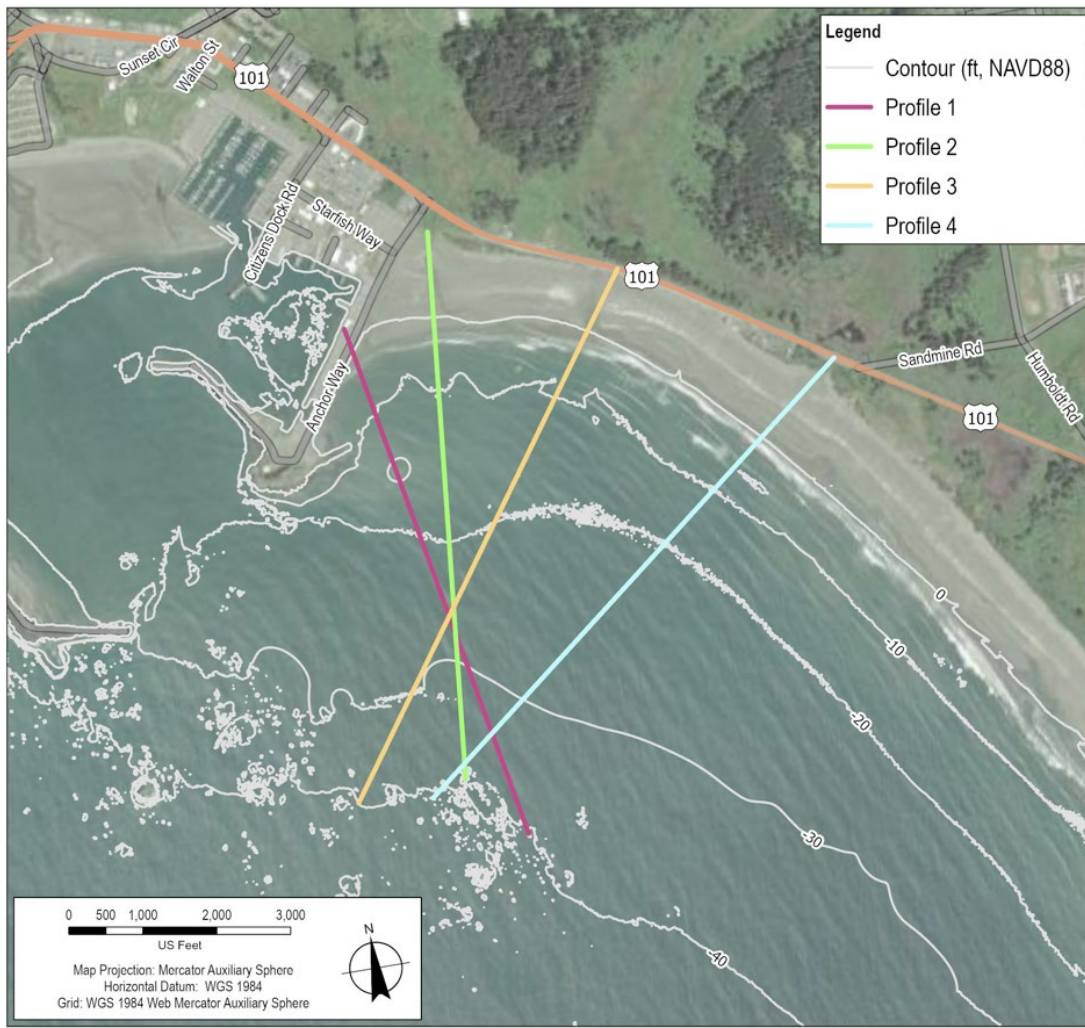 Legend
Contour (ft, NAVD88)
Profile 1
Profile 2
Profile 3
Profile 4
Sunset Cir
Walton St
101
Citizens Dock Rd
Starfish Way
Anchor Way
101
Sandmine Rd
Humboldt Rd
101
0
-10
-20
-30
-40
0 500 1,000 2,000 3,000
US Feet
N
Map Projection: Mercator Auxiliary Sphere
Horizontal Datum: WGS 1984
Grid: WGS 1984 Web Mercator Auxiliary Sphere